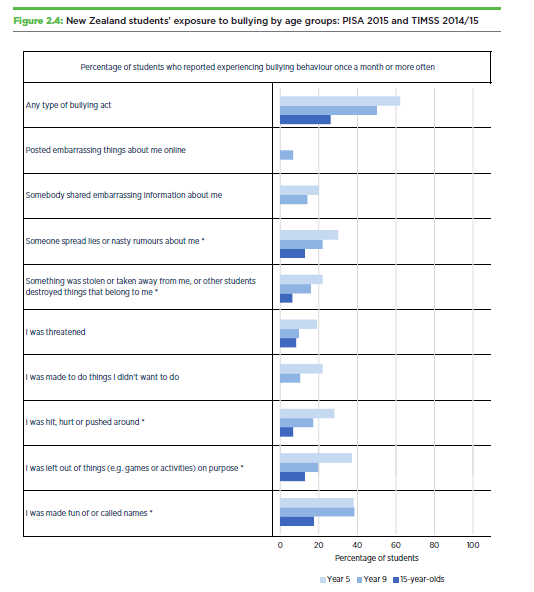 Figure 2.4: New Zealand students' exposure to bullying by age groups: PISA 2015 and TIMSS 2014/15
Percentage of students who reported experiencing bullying behaviour once a month or more often
Any type of bullying act
Posted embarrassing things about me online
Somebody shared embarrassing information about me
Someone spread lies or nasty rumours about me *
Something was stolen or taken away from me, or other students
destroyed things that belong to me *
I was threatened
I was made to do things I didn't want to do
I was hit, hurt or pushed around *
I was left out of things (e.g. games or activities) on purpose *
I was made fun of or called names *
0 20 40 60 80 100
Percentage of students
Year 5 Year 9 15-year-olds